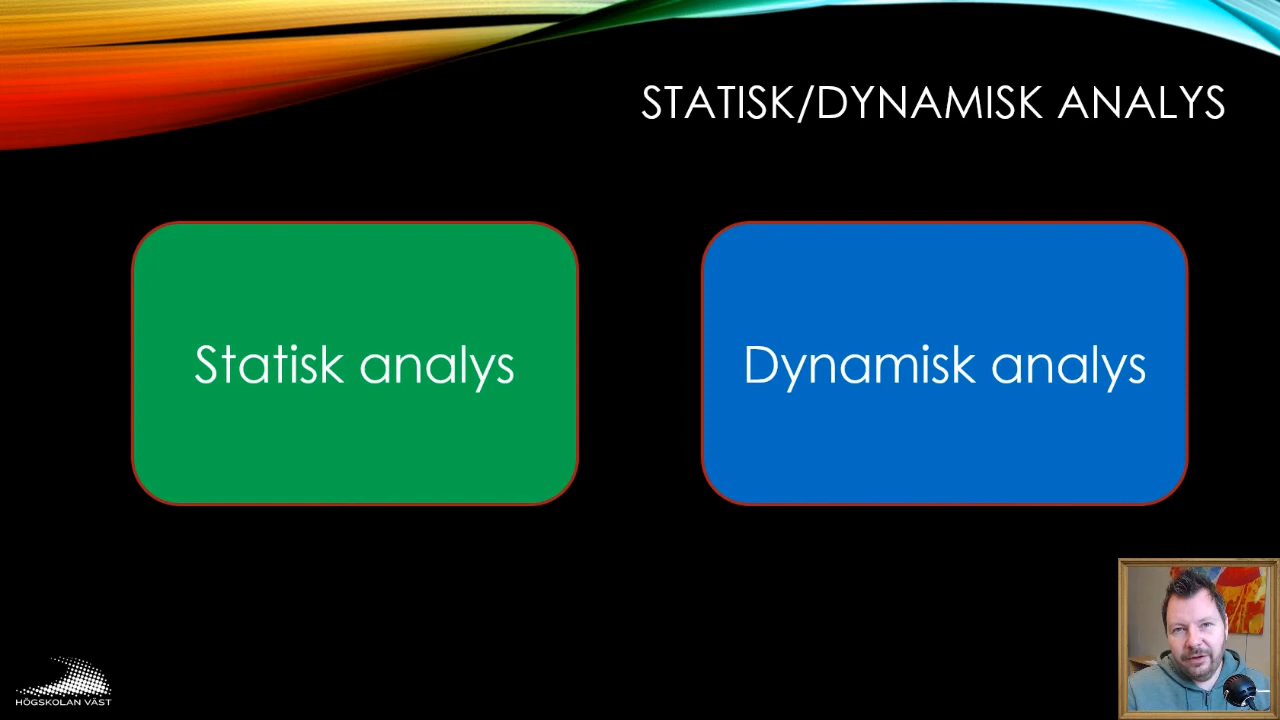 STATISK/DYNAMISK ANALYS
Statisk analys
Dynamisk analys
HÖGSKOLAN VÄST